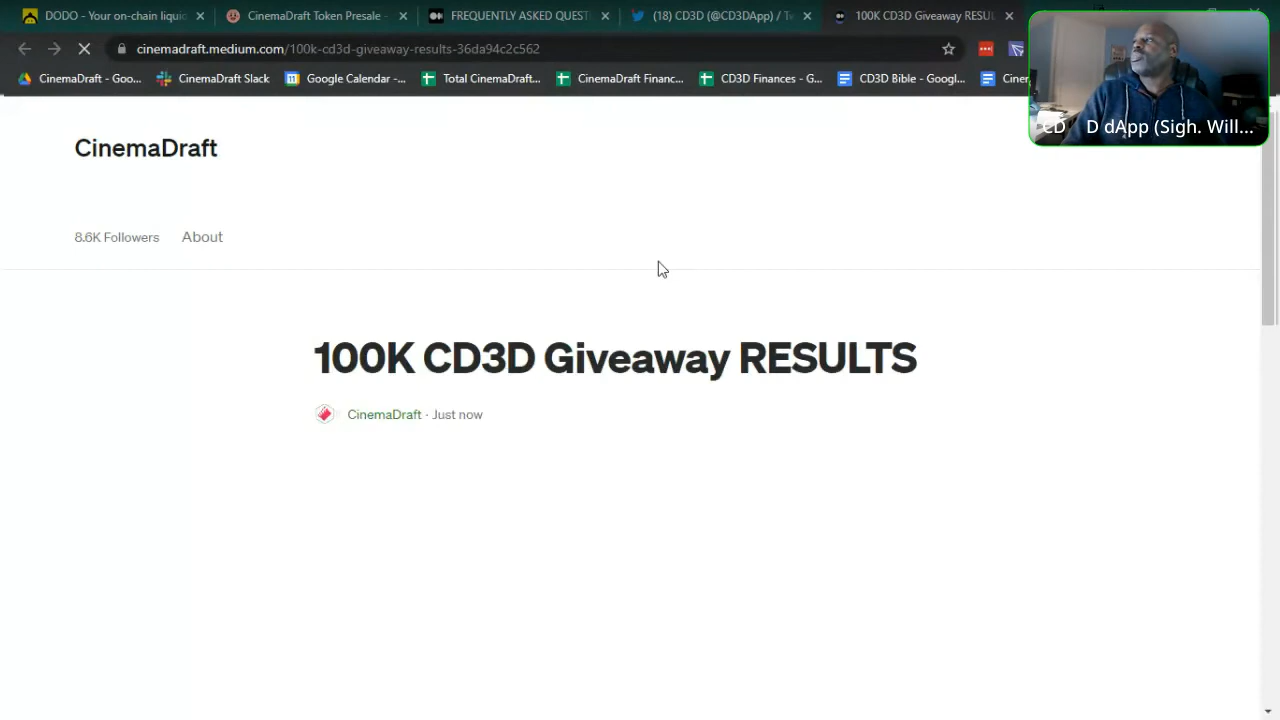 DODO - Your on-chain liquic
CinemaDraft Token Presale -
FREQUENTLY ASKED QUEST
(18) CD3D (@CD3DApp) / Tw
100K CD3D Giveaway RESUL
cinemadraft.medium.com/100k-cd3d-giveaway-results-36da94c2c562
CinemaDraft - Goo...
CinemaDraft Slack
Google Calendar -...
Total CinemaDraft...
CinemaDraft Financ...
CD3D Finances - G...
CD3D Bible - Googl...
D dApp (Sigh. Will...
CinemaDraft
8.6K Followers About
100K CD3D Giveaway RESULTS
CinemaDraft · Just now